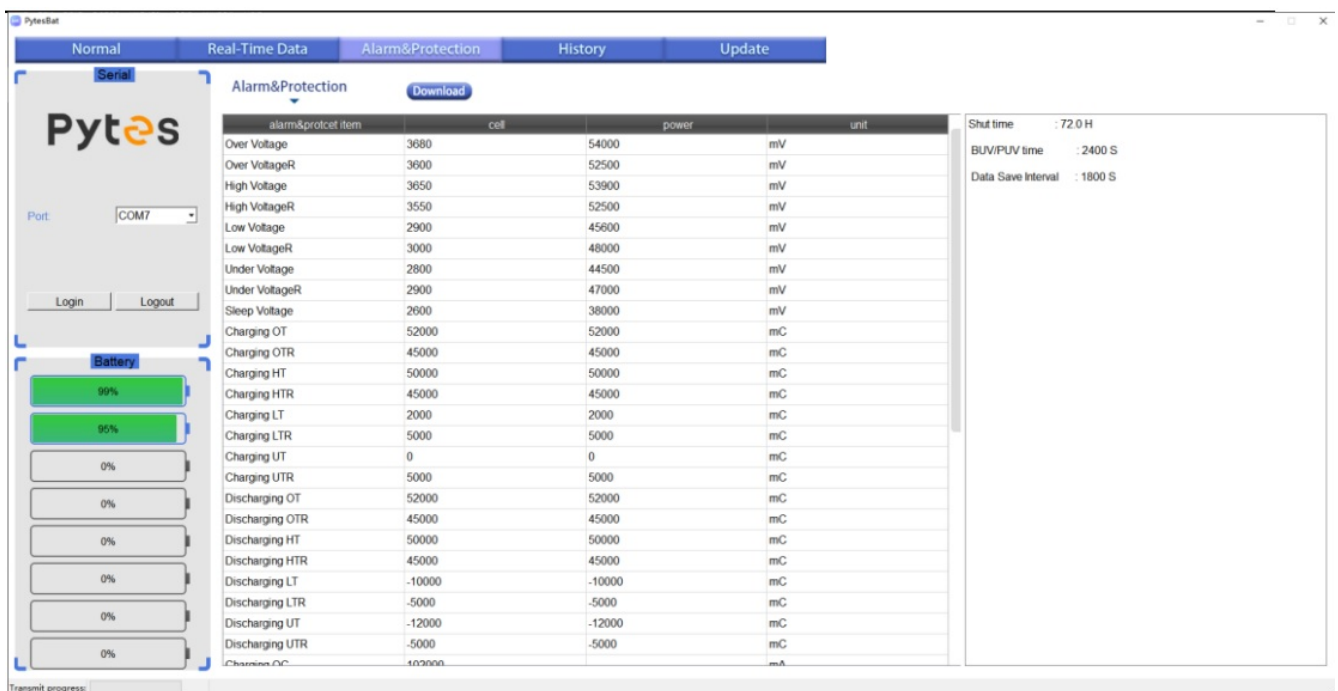 PytesBat
Normal Real-Time Data Alarm&Protection History Update
Serial
Pytes
Port: COM7
Login Logout
Battery
99%
95%
0%
0%
0%
0%
0%
0%
Alarm&Protection Download
alarm&protcet item cell power unit
Over Voltage 3680 54000 mV
Over VoltageR 3600 52500 mV
High Voltage 3650 53900 mV
High VoltageR 3550 52500 mV
Low Voltage 2900 45600 mV
Low VoltageR 3000 48000 mV
Under Voltage 2800 44500 mV
Under VoltageR 2900 47000 mV
Sleep Voltage 2600 38000 mV
Charging OT 52000 52000 mC
Charging OTR 45000 45000 mC
Charging HT 50000 50000 mC
Charging HTR 45000 45000 mC
Charging LT 2000 2000 mC
Charging LTR 5000 5000 mC
Charging UT 0 0 mC
Charging UTR 5000 5000 mC
Discharging OT 52000 52000 mC
Discharging OTR 45000 45000 mC
Discharging HT 50000 50000 mC
Discharging HTR 45000 45000 mC
Discharging LT -10000 -10000 mC
Discharging LTR -5000 -5000 mC
Discharging UT -12000 -12000 mC
Discharging UTR -5000 -5000 mC
Charging OC 102000 mA
Shut time : 72.0 H
BUV/PUV time : 2400 S
Data Save Interval : 1800 S
Transmit progress: